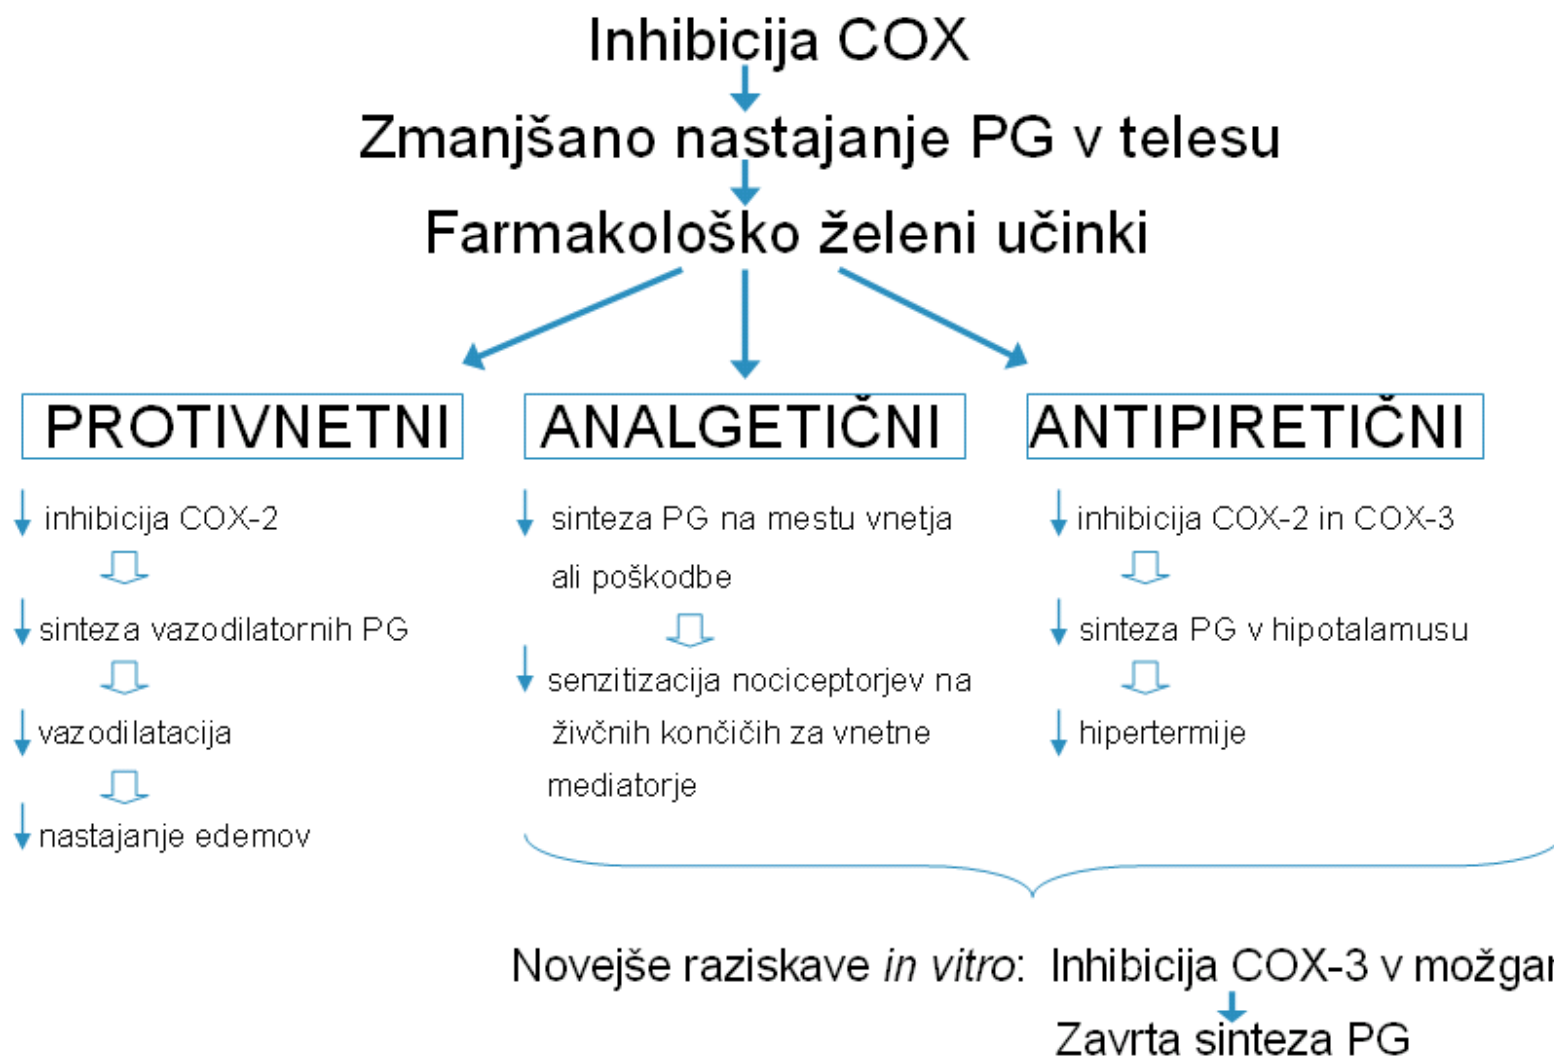 Inhibicija COX
Zmanjšano nastajanje PG v telesu
Farmakološko želeni učinki
PROTIVNETNI
inhibicija COX-2
sinteza vazodilatornih PG
vazodilatacija
nastajanje edemov
ANALGETIČNI
sinteza PG na mestu vnetja
ali poškodbe
senzitizacija nociceptorjev na
živčnih končičih za vnetne
mediatorje
ANTIPIRETIČNI
inhibicija COX-2 in COX-3
sinteza PG v hipotalamusu
hipertermije
Novejše raziskave in vitro: Inhibicija COX-3 v
Zavrta sinteza PG